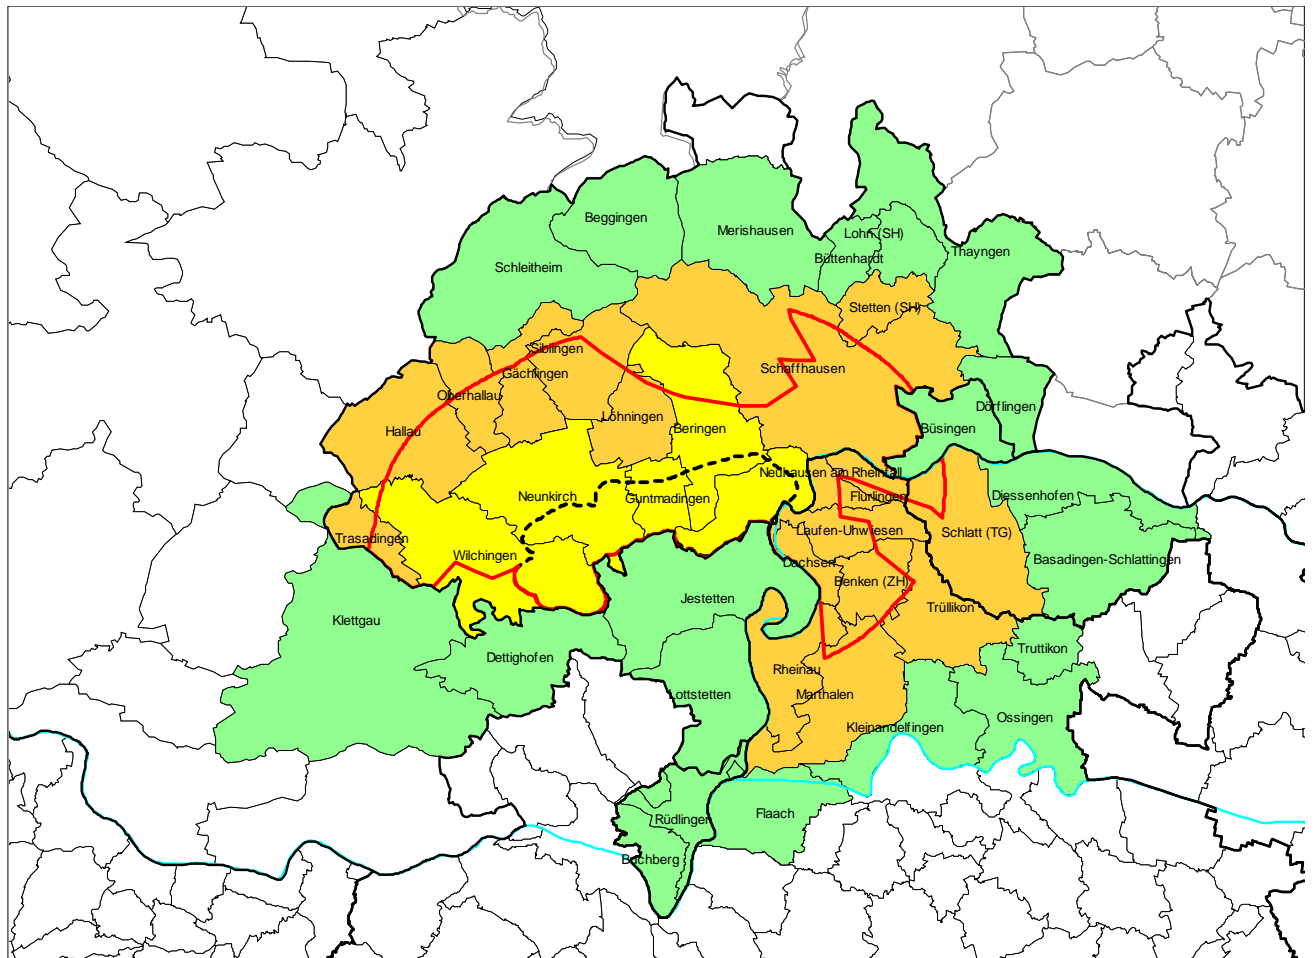 Beggingen
Merishausen
Lohn (SH)
Thayngen
Büttenhardt
Schleitheim
Stetten (SH)
Siblingen
Schaffhausen
Gächlingen
Oberhallau
Dörflingen
Löhningen
Hallau
Beringen
Büsingen
Neuhausen am Rheinfall
Neunkirch
Guntmadingen
Flurlingen
Diessenhofen
Trasadingen
Laufen-Uhwiesen
Schlatt (TG)
Wilchingen
Dachsen
Basadingen-Schlattingen
Benken (ZH)
Jestetten
Trüllikon
Klettgau
Truttikon
Dettighofen
Rheinau
Lottstetten
Marthalen
Ossingen
Kleinandelfingen
Flaach
Rüdlingen
Buchberg